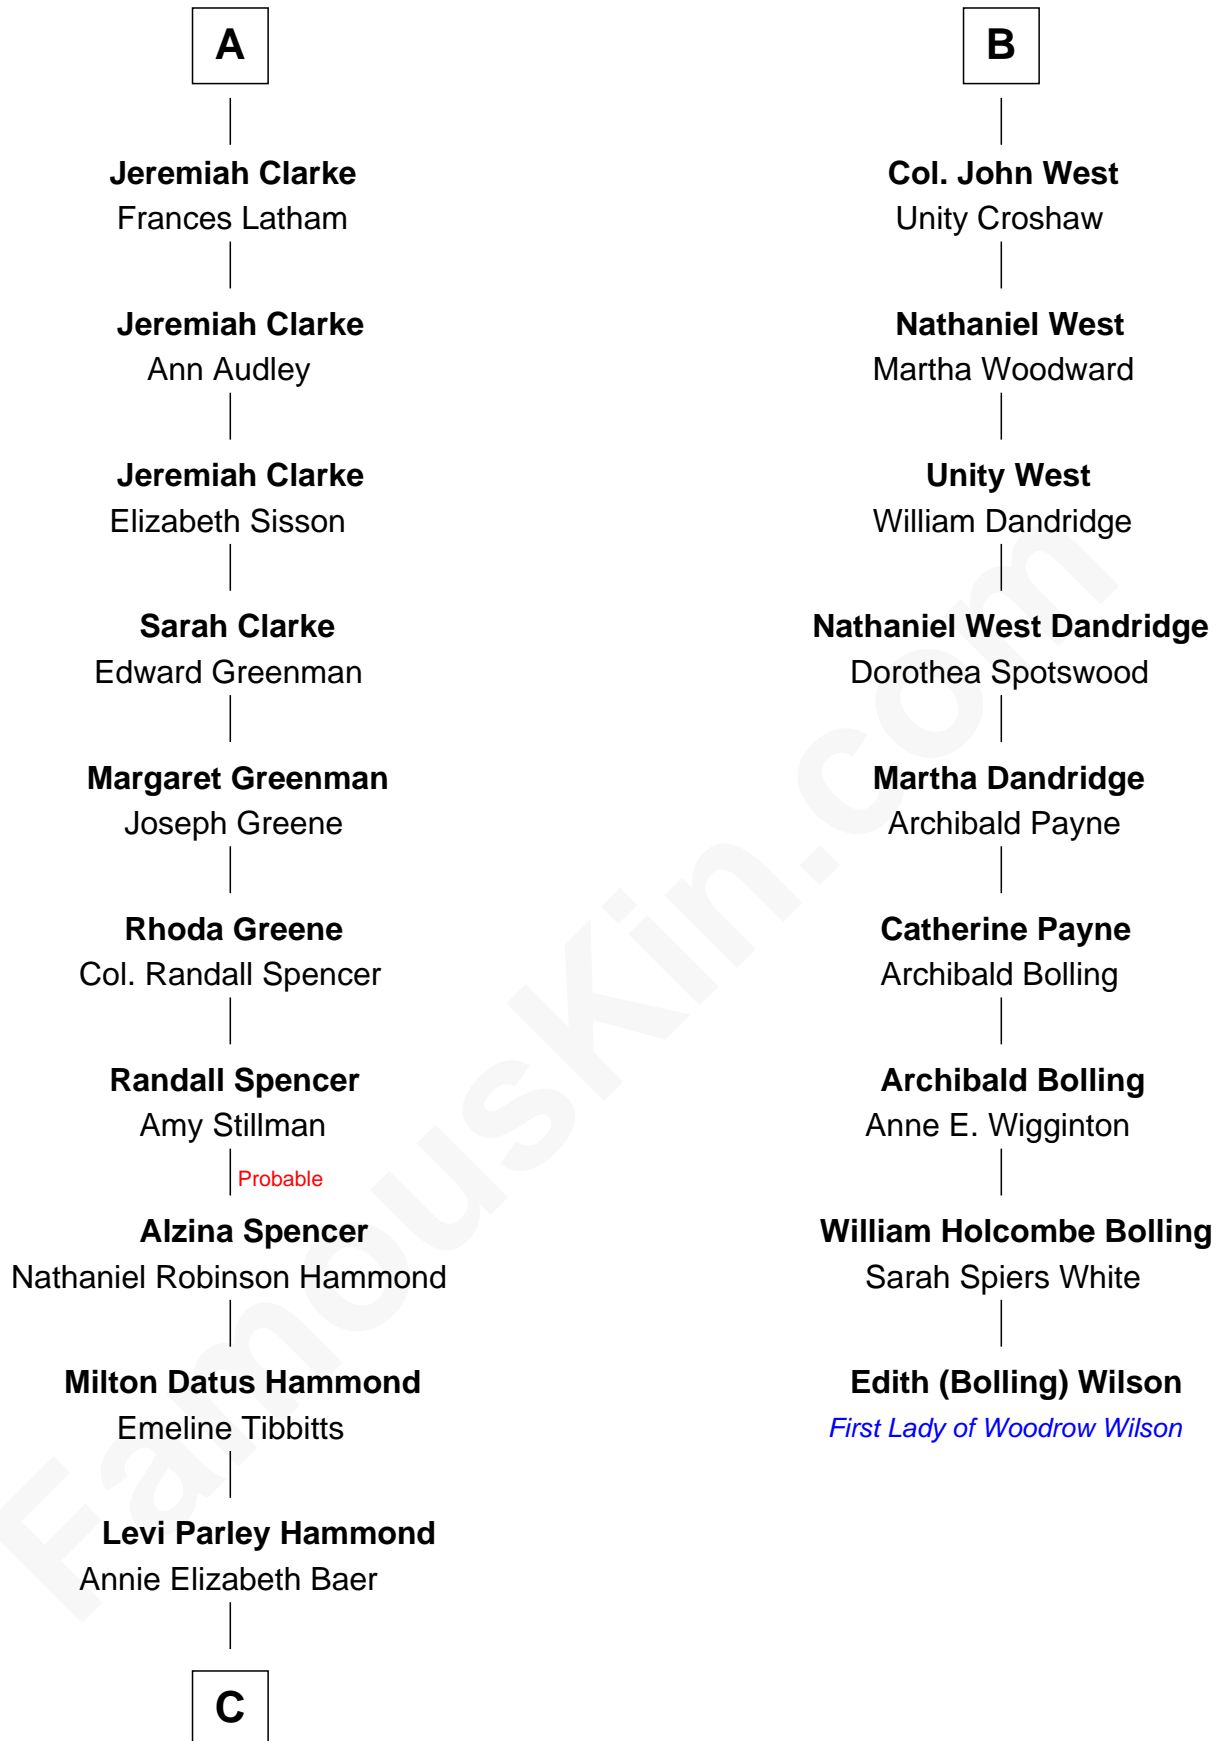 A
Jeremiah Clarke
Frances Latham
Jeremiah Clarke
Ann Audley
Jeremiah Clarke
Elizabeth Sisson
Sarah Clarke
Edward Greenman
Margaret Greenman
Joseph Greene
Rhoda Greene
Col. Randall Spencer
Randall Spencer
Amy Stillman
Probable
Alzina Spencer
Nathaniel Robinson Hammond
Milton Datus Hammond
Emeline Tibbitts
Levi Parley Hammond
Annie Elizabeth Baer
C
B
Col. John West
Unity Croshaw
Nathaniel West
Martha Woodward
Unity West
William Dandridge
Nathaniel West Dandridge
Dorothea Spotswood
Martha Dandridge
Archibald Payne
Catherine Payne
Archibald Bolling
Archibald Bolling
Anne E. Wigginton
William Holcombe Bolling
Sarah Spiers White
Edith (Bolling) Wilson
First Lady of Woodrow Wilson
FamousKin.com